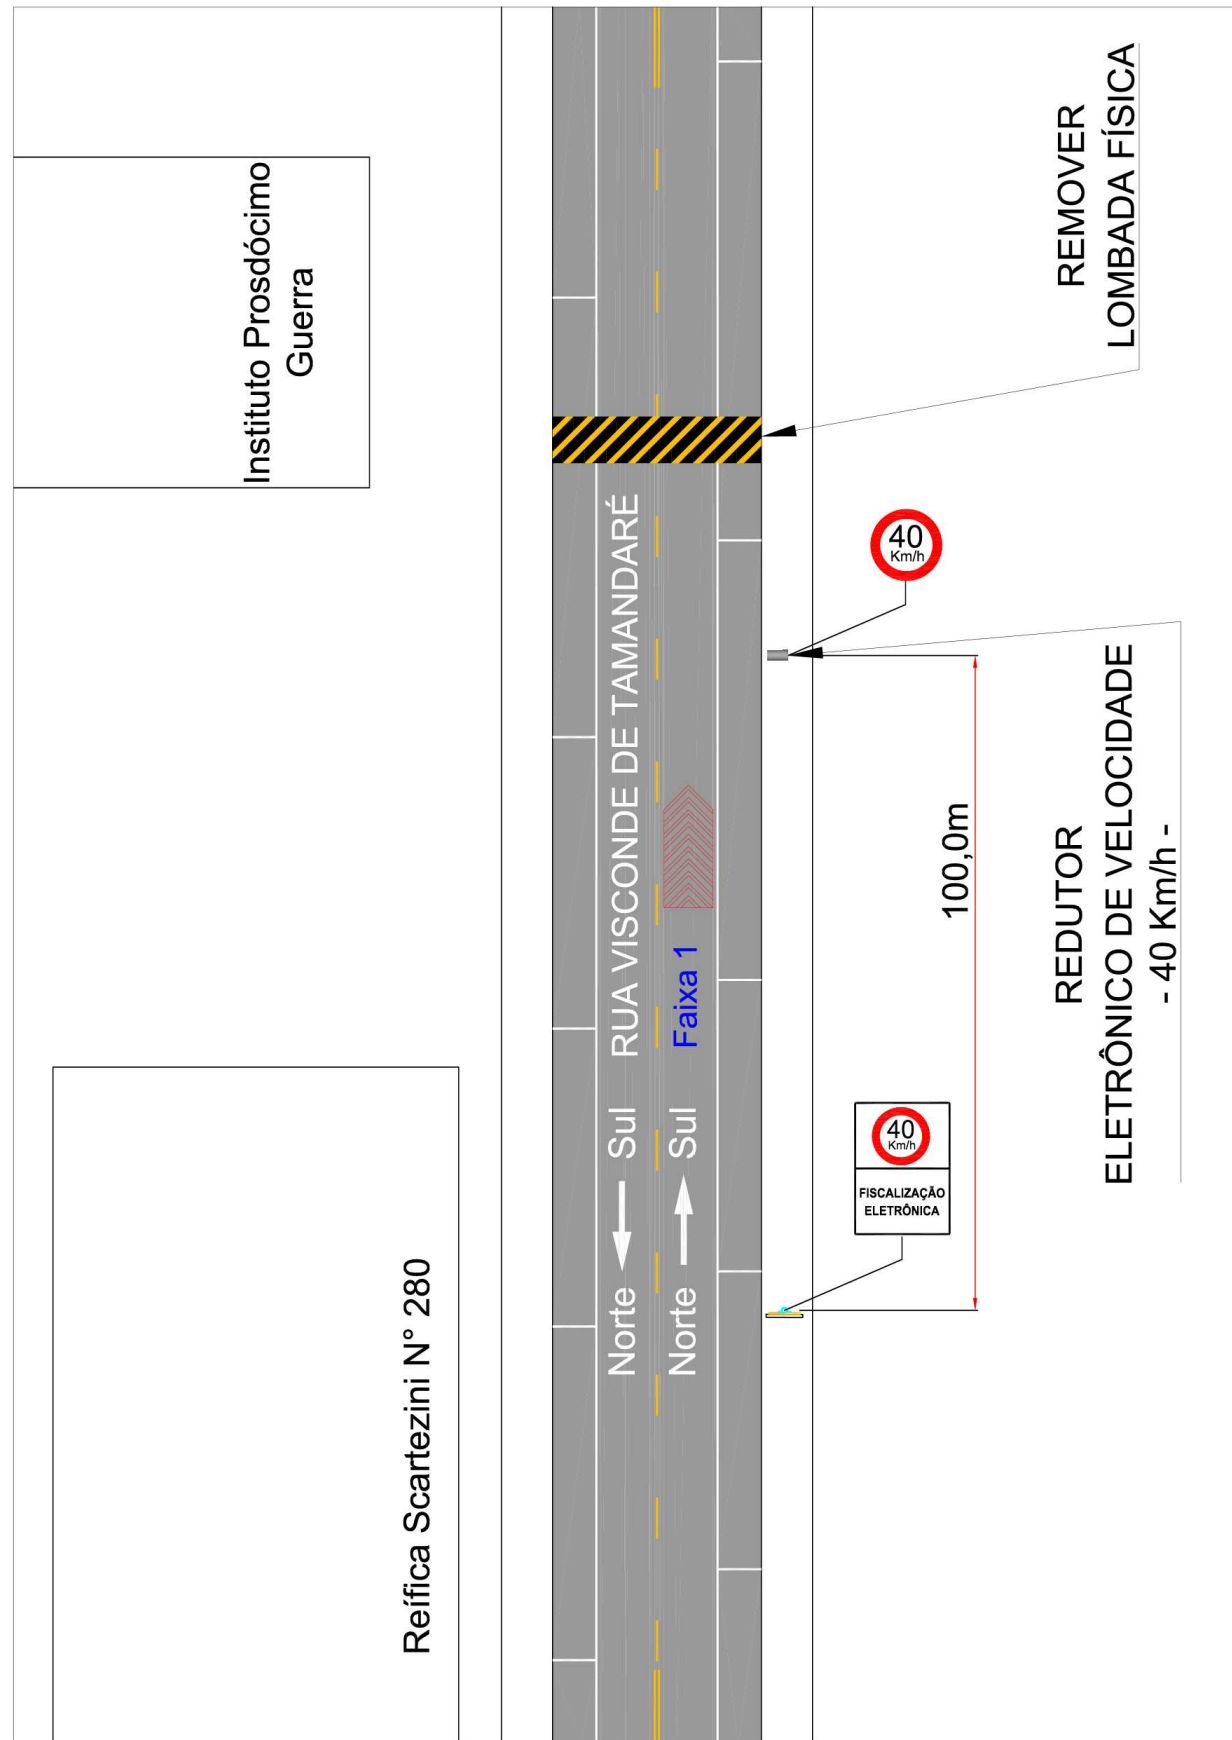 Instituto Prosdócimo
Guerra
Reífica Scartezini N° 280
Norte
Sul
RUA VISCONDE DE TAMANDARÉ
Norte
Sul
Faixa 1
40
Km/h
FISCALIZAÇÃO
ELETRÔNICA
40
Km/h
100,0m
REDUTOR
ELETRÔNICO DE VELOCIDADE
- 40 Km/h -
REMOVER
LOMBADA FÍSICA